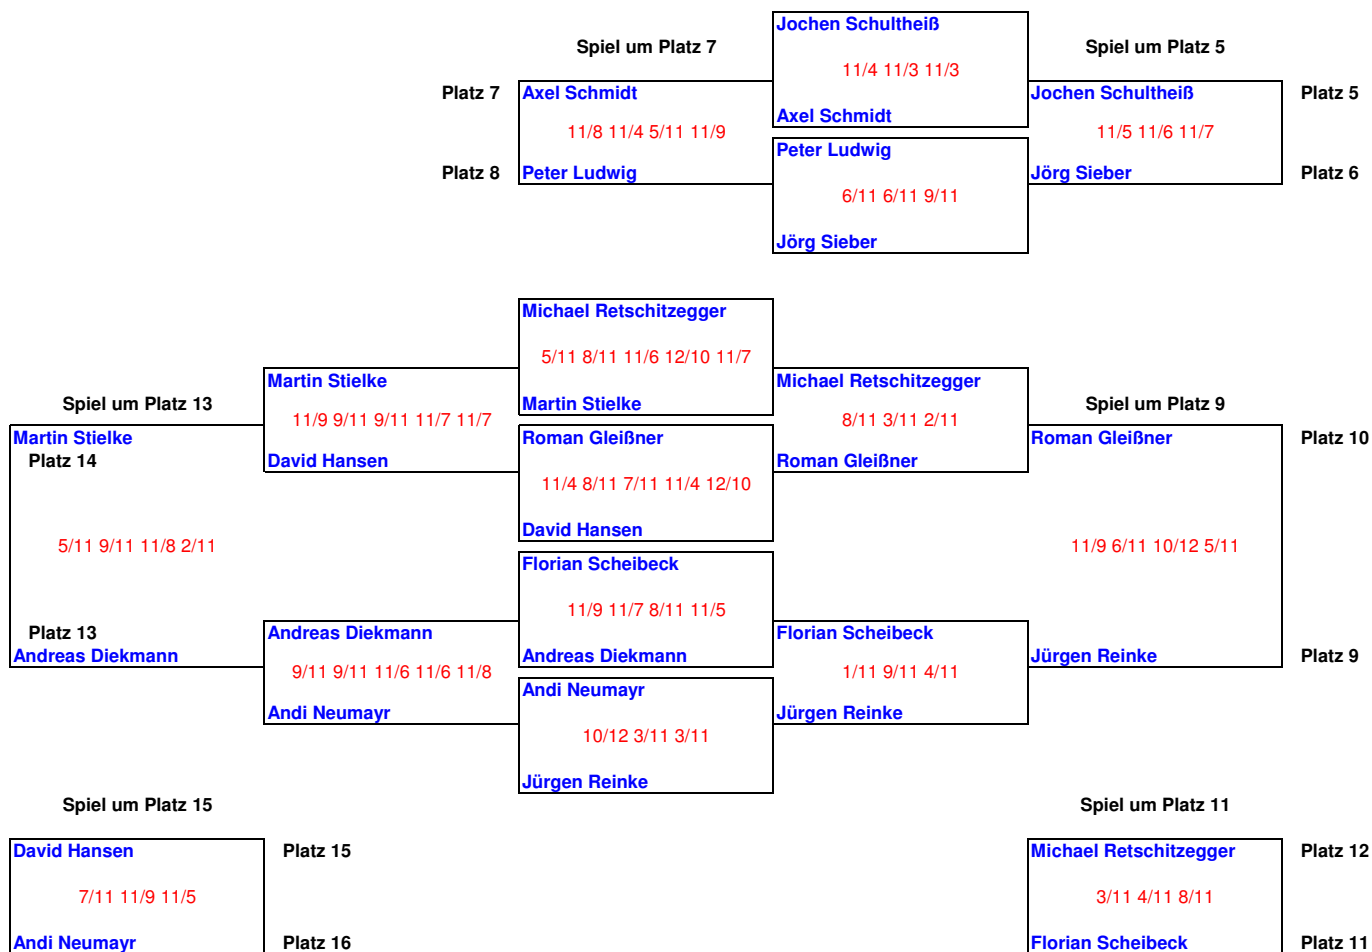 Jochen Schultheiß
Spiel um Platz 7 Spiel um Platz 5
11/4 11/3 11/3
Platz 7 Axel Schmidt Jochen Schultheiß Platz 5
Axel Schmidt
11/8 11/4 5/11 11/9 11/5 11/6 11/7
Peter Ludwig
Platz 8 Peter Ludwig Jörg Sieber Platz 6
6/11 6/11 9/11
Jörg Sieber
Michael Retschitzegger
5/11 8/11 11/6 12/10 11/7
Martin Stielke Michael Retschitzegger
Spiel um Platz 13 Martin Stielke Spiel um Platz 9
11/9 9/11 9/11 11/7 11/7 8/11 3/11 2/11
Martin Stielke Roman Gleißner Roman Gleißner Platz 10
Platz 14 David Hansen Roman Gleißner
11/4 8/11 7/11 11/4 12/10
David Hansen
5/11 9/11 11/8 2/11 11/9 6/11 10/12 5/11
Florian Scheibeck
11/9 11/7 8/11 11/5
Platz 13 Andreas Diekmann Florian Scheibeck
Andreas Diekmann Andreas Diekmann Jürgen Reinke Platz 9
9/11 9/11 11/6 11/6 11/8 1/11 9/11 4/11
Andi Neumayr
Andi Neumayr Jürgen Reinke
10/12 3/11 3/11
Jürgen Reinke
Spiel um Platz 15 Spiel um Platz 11
David Hansen Platz 15 Michael Retschitzegger Platz 12
7/11 11/9 11/5 3/11 4/11 8/11
Andi Neumayr Platz 16 Florian Scheibeck Platz 11